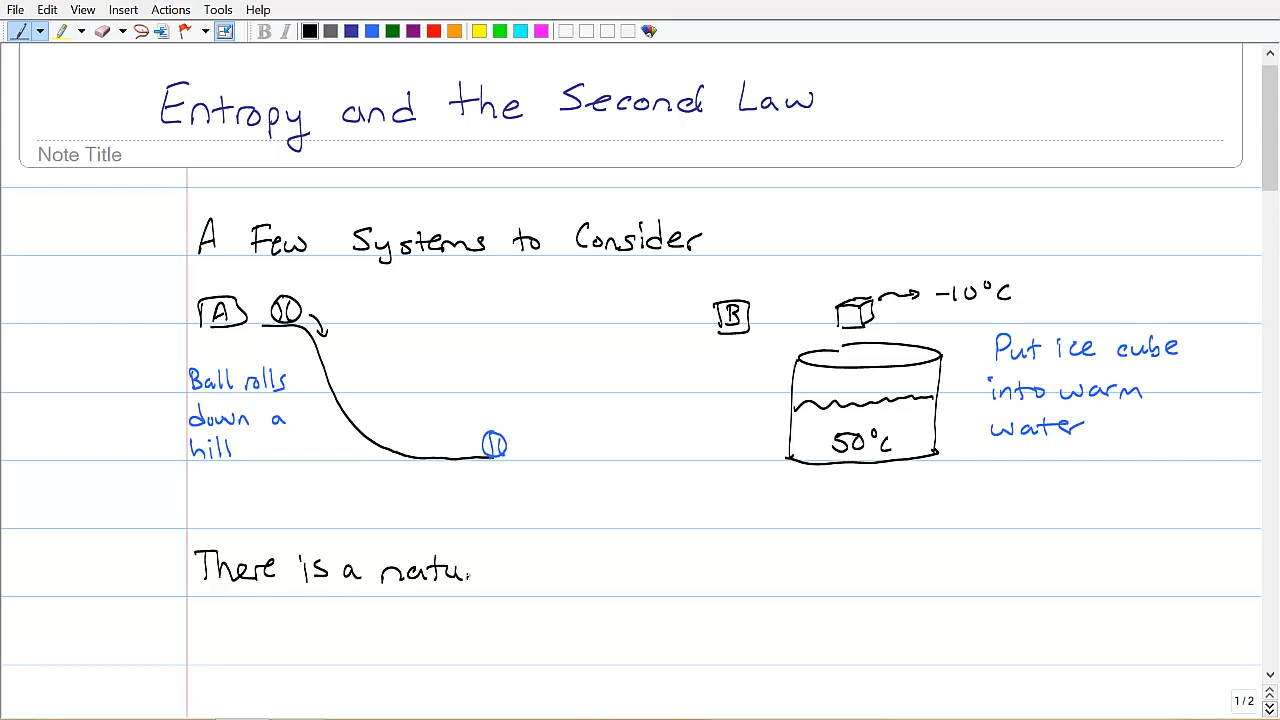 File Edit View Insert Actions Tools Help
B I
Entropy and the Second Law
Note Title
A Few Systems to Consider
A
Ball rolls
down a
hill
B
-10°C
Put ice cube
into warm
water
50°C
There is a natu
1/2